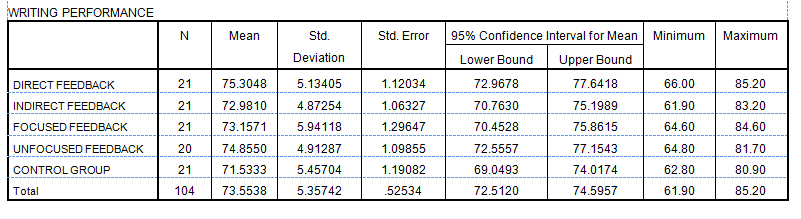 WRITING PERFORMANCE
N Mean Std. Deviation Std. Error 95% Confidence Interval for Mean Minimum Maximum
Lower Bound Upper Bound
DIRECT FEEDBACK 21 75.3048 5.13405 1.12034 72.9678 77.6418 66.00 85.20
INDIRECT FEEDBACK 21 72.9810 4.87254 1.06327 70.7630 75.1989 61.90 83.20
FOCUSED FEEDBACK 21 73.1571 5.94118 1.29647 70.4528 75.8615 64.60 84.60
UNFOCUSED FEEDBACK 20 74.8550 4.91287 1.09855 72.5557 77.1543 64.80 81.70
CONTROL GROUP 21 71.5333 5.45704 1.19082 69.0493 74.0174 62.80 80.90
Total 104 73.5538 5.35742 .52534 72.5120 74.5957 61.90 85.20